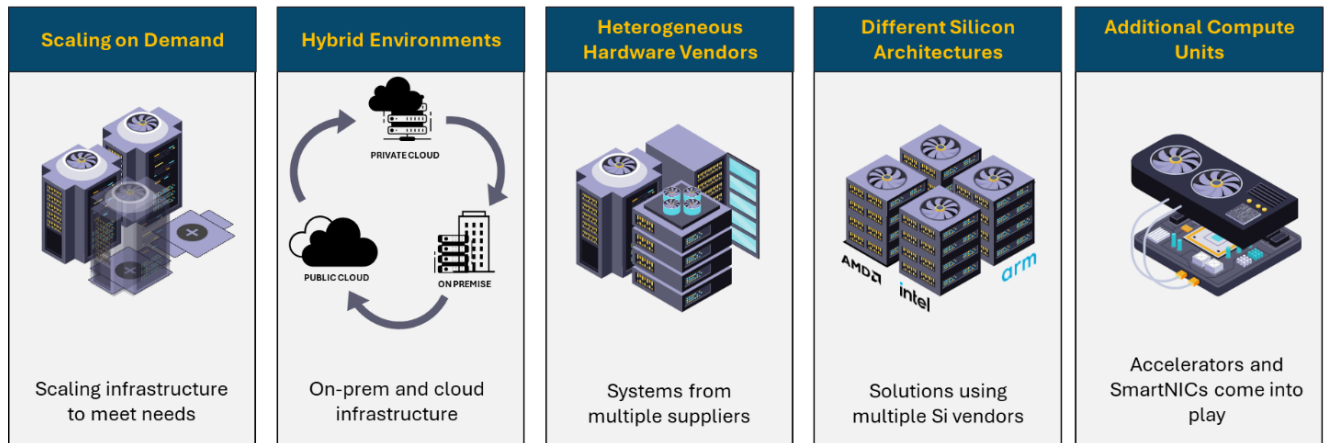 Scaling on Demand
Scaling infrastructure
to meet needs
Hybrid Environments
PRIVATE CLOUD
PUBLIC CLOUD
ON PREMISE
On-prem and cloud
infrastructure
Heterogeneous
Hardware Vendors
Systems from
multiple suppliers
Different Silicon
Architectures
AMD
intel
arm
Solutions using
multiple Si vendors
Additional Compute
Units
Accelerators and
SmartNICs come into
play